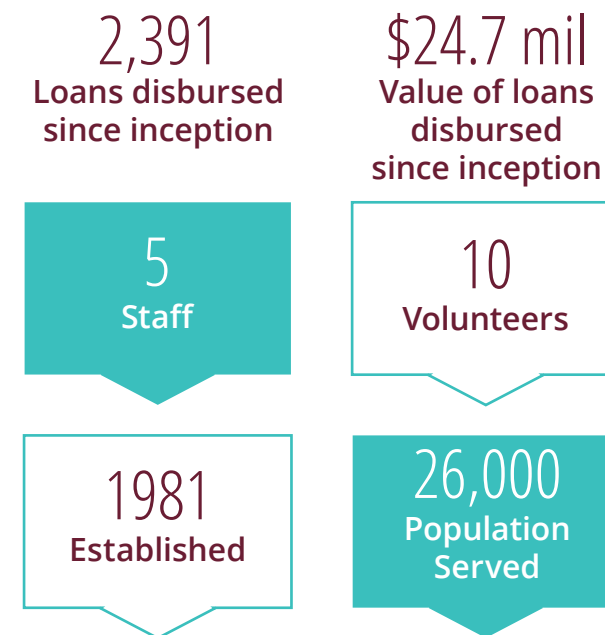 2,391
Loans disbursed
since inception
$24.7 mil
Value of loans
disbursed
since inception
5
Staff
10
Volunteers
1981
Established
26,000
Population
Served